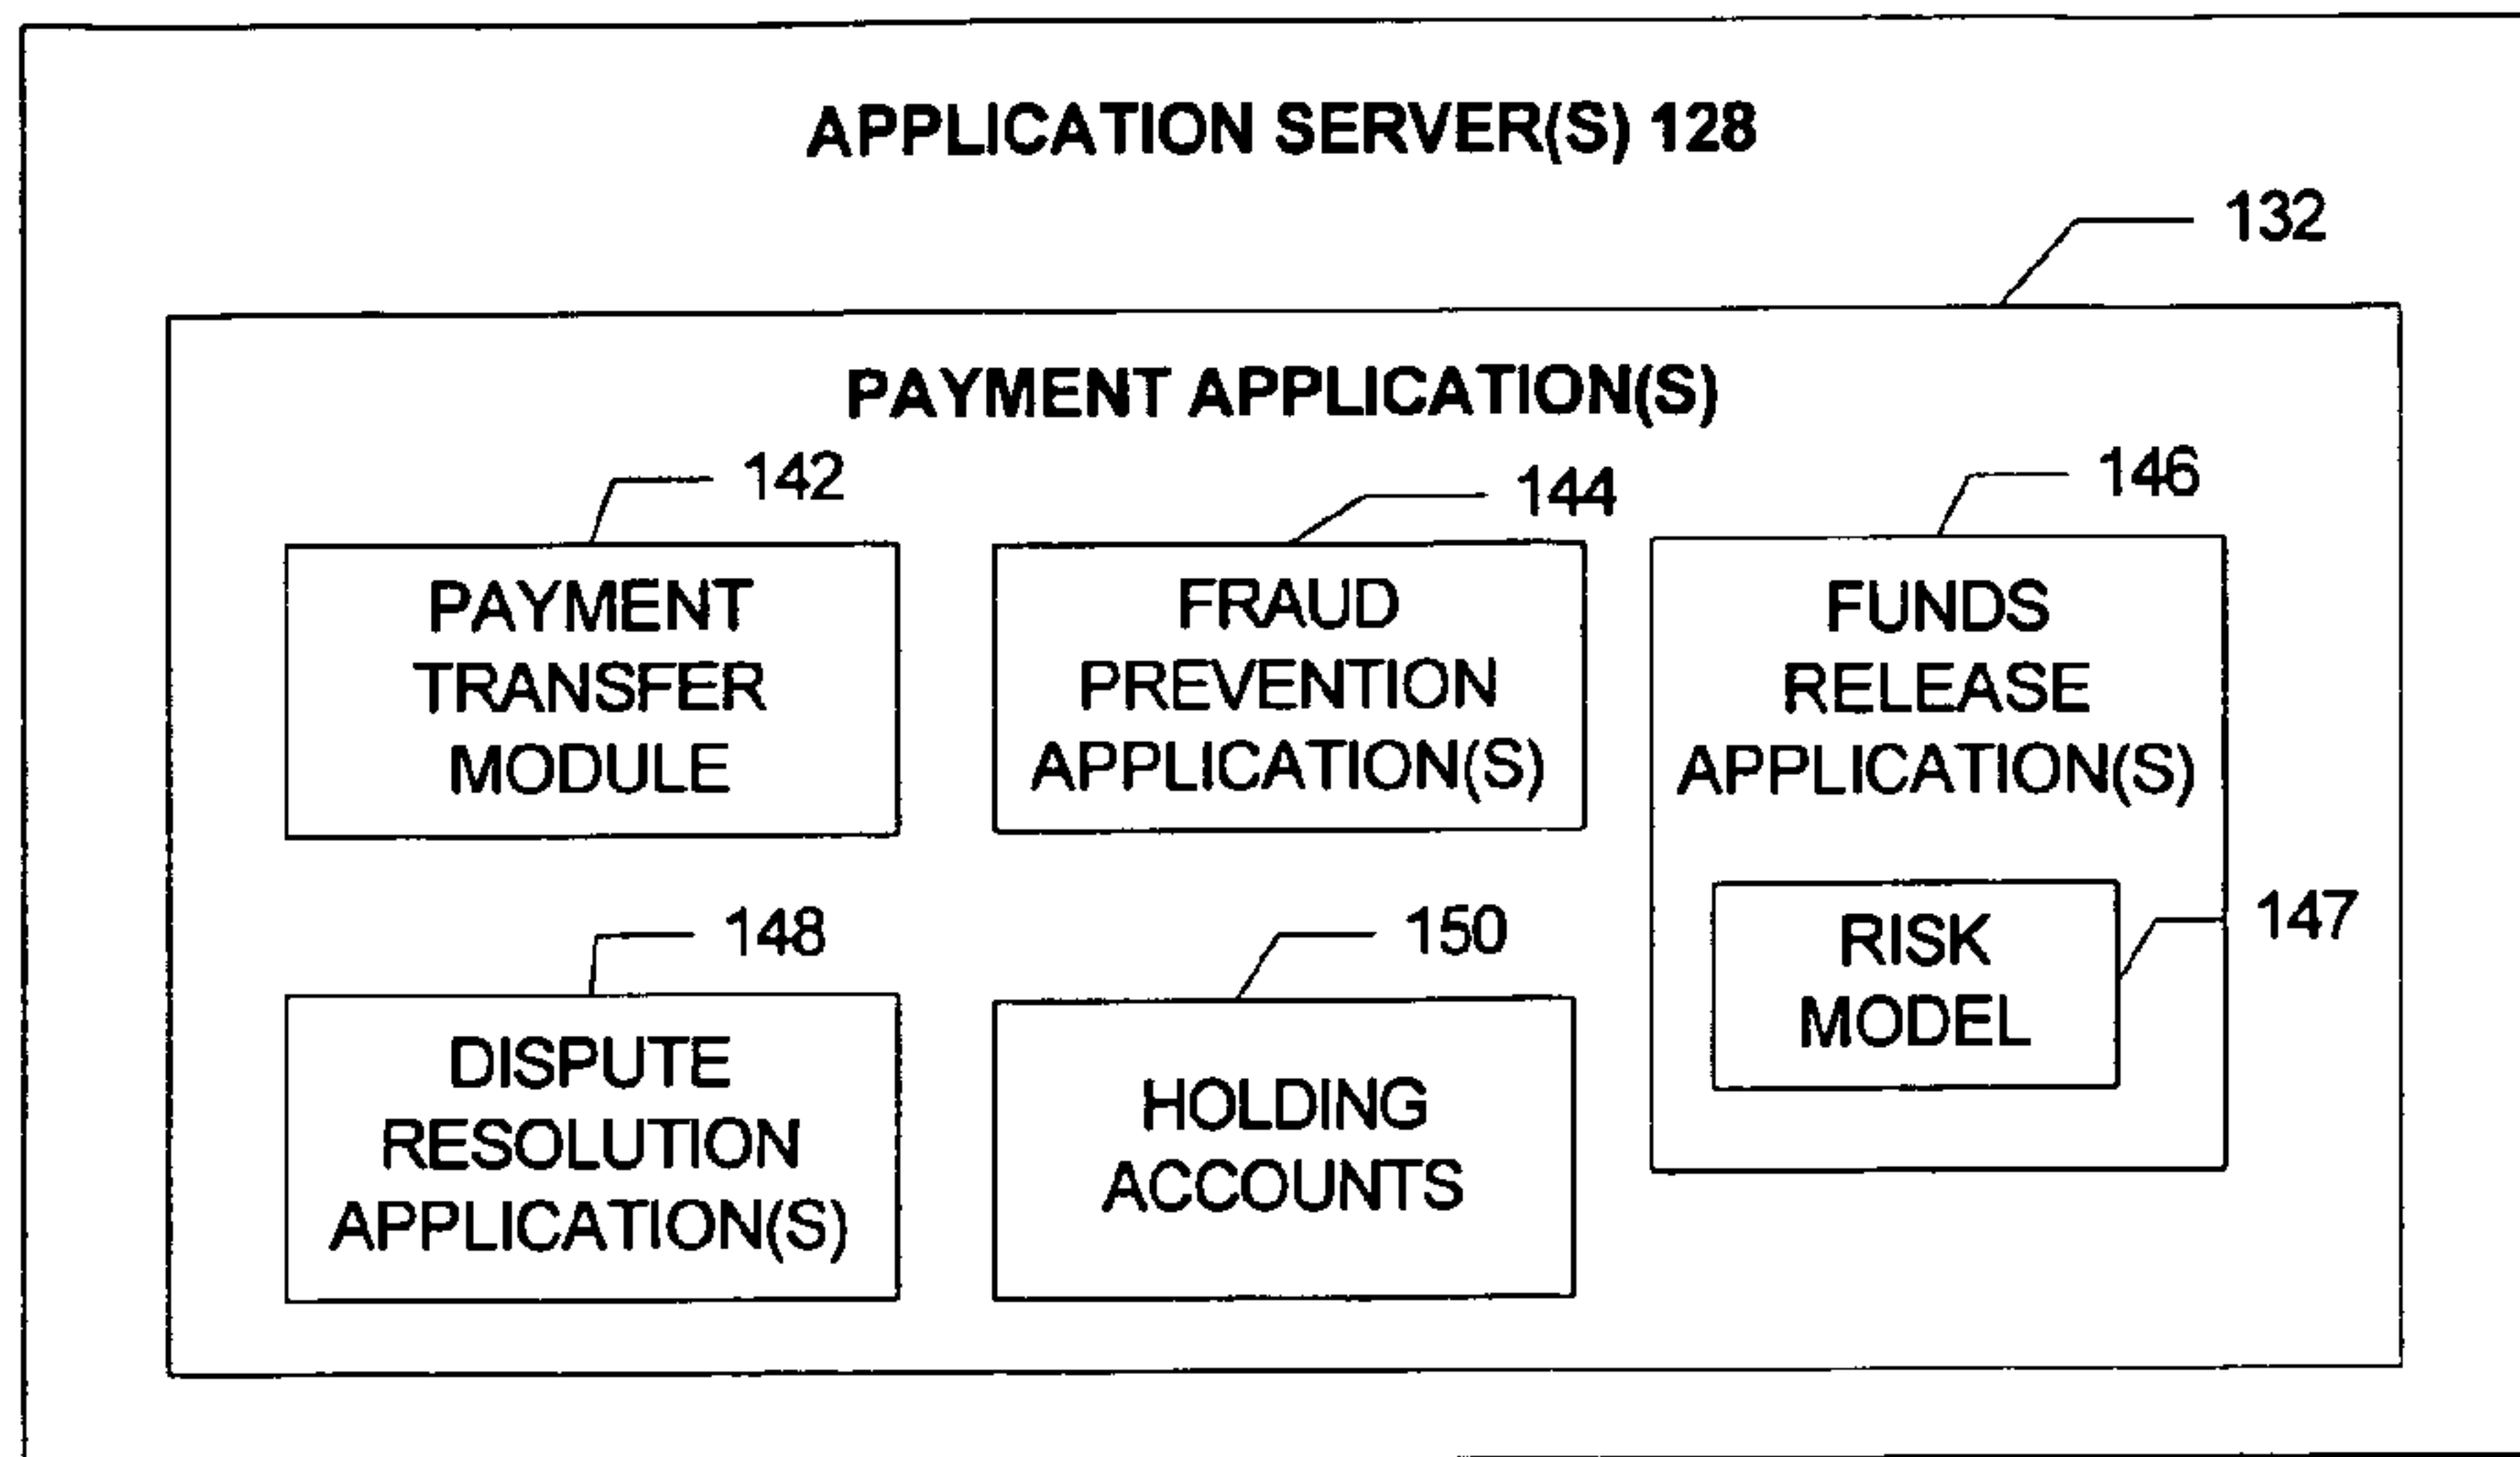 APPLICATION SERVER(S) 128
132
PAYMENT APPLICATION(S)
142
144
146
PAYMENT
TRANSFER
MODULE
FRAUD
PREVENTION
APPLICATION(S)
FUNDS
RELEASE
APPLICATION(S)
148
150
147
RISK
MODEL
DISPUTE
RESOLUTION
APPLICATION(S)
HOLDING
ACCOUNTS